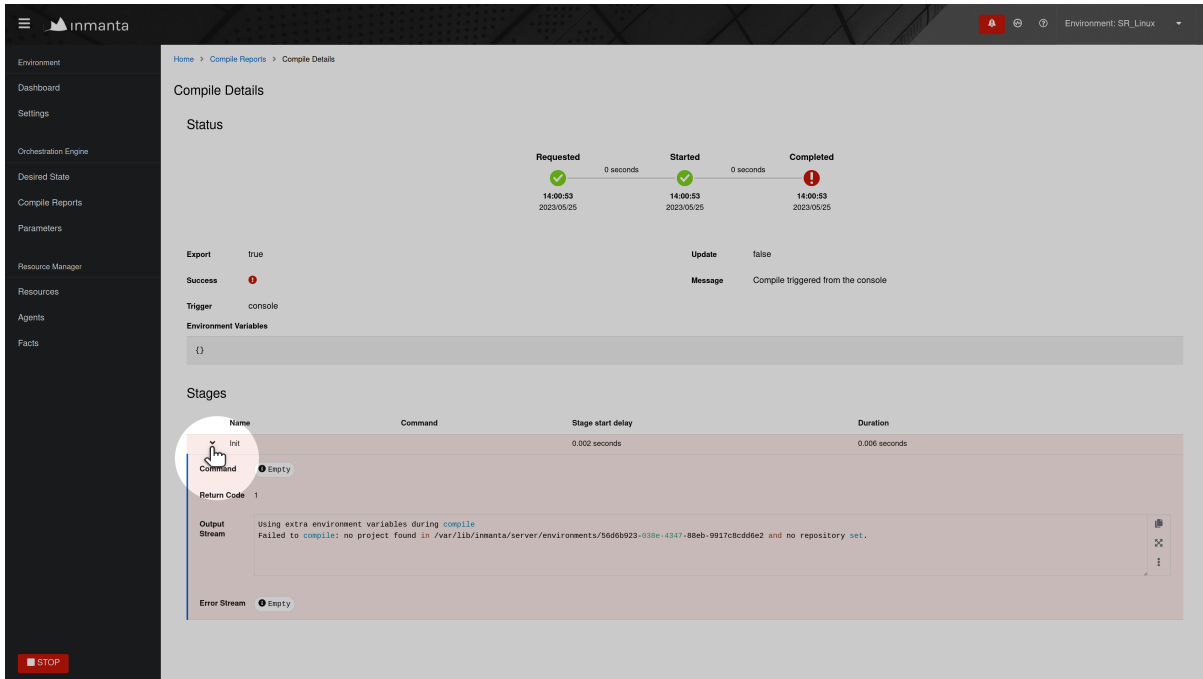 inmanta
Environment: SR_Linux
Environment
Dashboard
Settings
Orchestration Engine
Desired State
Compile Reports
Parameters
Resource Manager
Resources
Agents
Facts
STOP
Home > Compile Reports > Compile Details
Compile Details
Status
Requested Started Completed
0 seconds 0 seconds
14:00:53 14:00:53 14:00:53
2023/05/25 2023/05/25 2023/05/25
Export true Update false
Success Message Compile triggered from the console
Trigger console
Environment Variables
{}
Stages
Name Command Stage start delay Duration
Init 0.002 seconds 0.006 seconds
Command Empty
Return Code 1
Output Stream
Using extra environment variables during compile
Failed to compile: no project found in /var/lib/inmanta/server/environments/56d6b923-038e-4347-88eb-9917c8cdd6e2 and no repository set.
Error Stream Empty